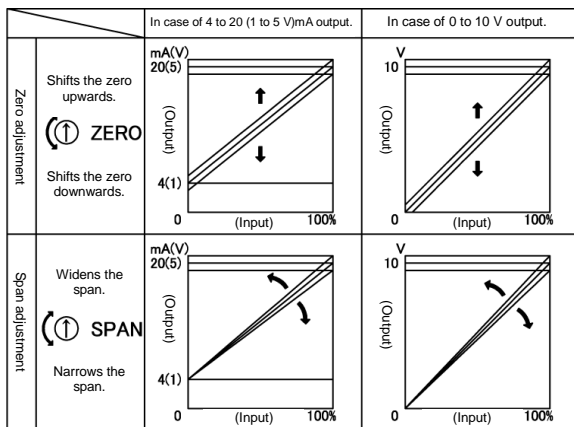 In case of 4 to 20 (1 to 5 V)mA output.
In case of 0 to 10 V output.
Zero adjustment
Shifts the zero
upwards.
ZERO
Shifts the zero
downwards.
mA(V)
20(5)
(Output)
4(1)
0
(Input)
100%
V
10
(Output)
0
(Input)
100%
Span adjustment
Widens the
span.
SPAN
Narrows the
span.
mA(V)
20(5)
(Output)
4(1)
0
(Input)
100%
V
10
(Output)
0
(Input)
100%